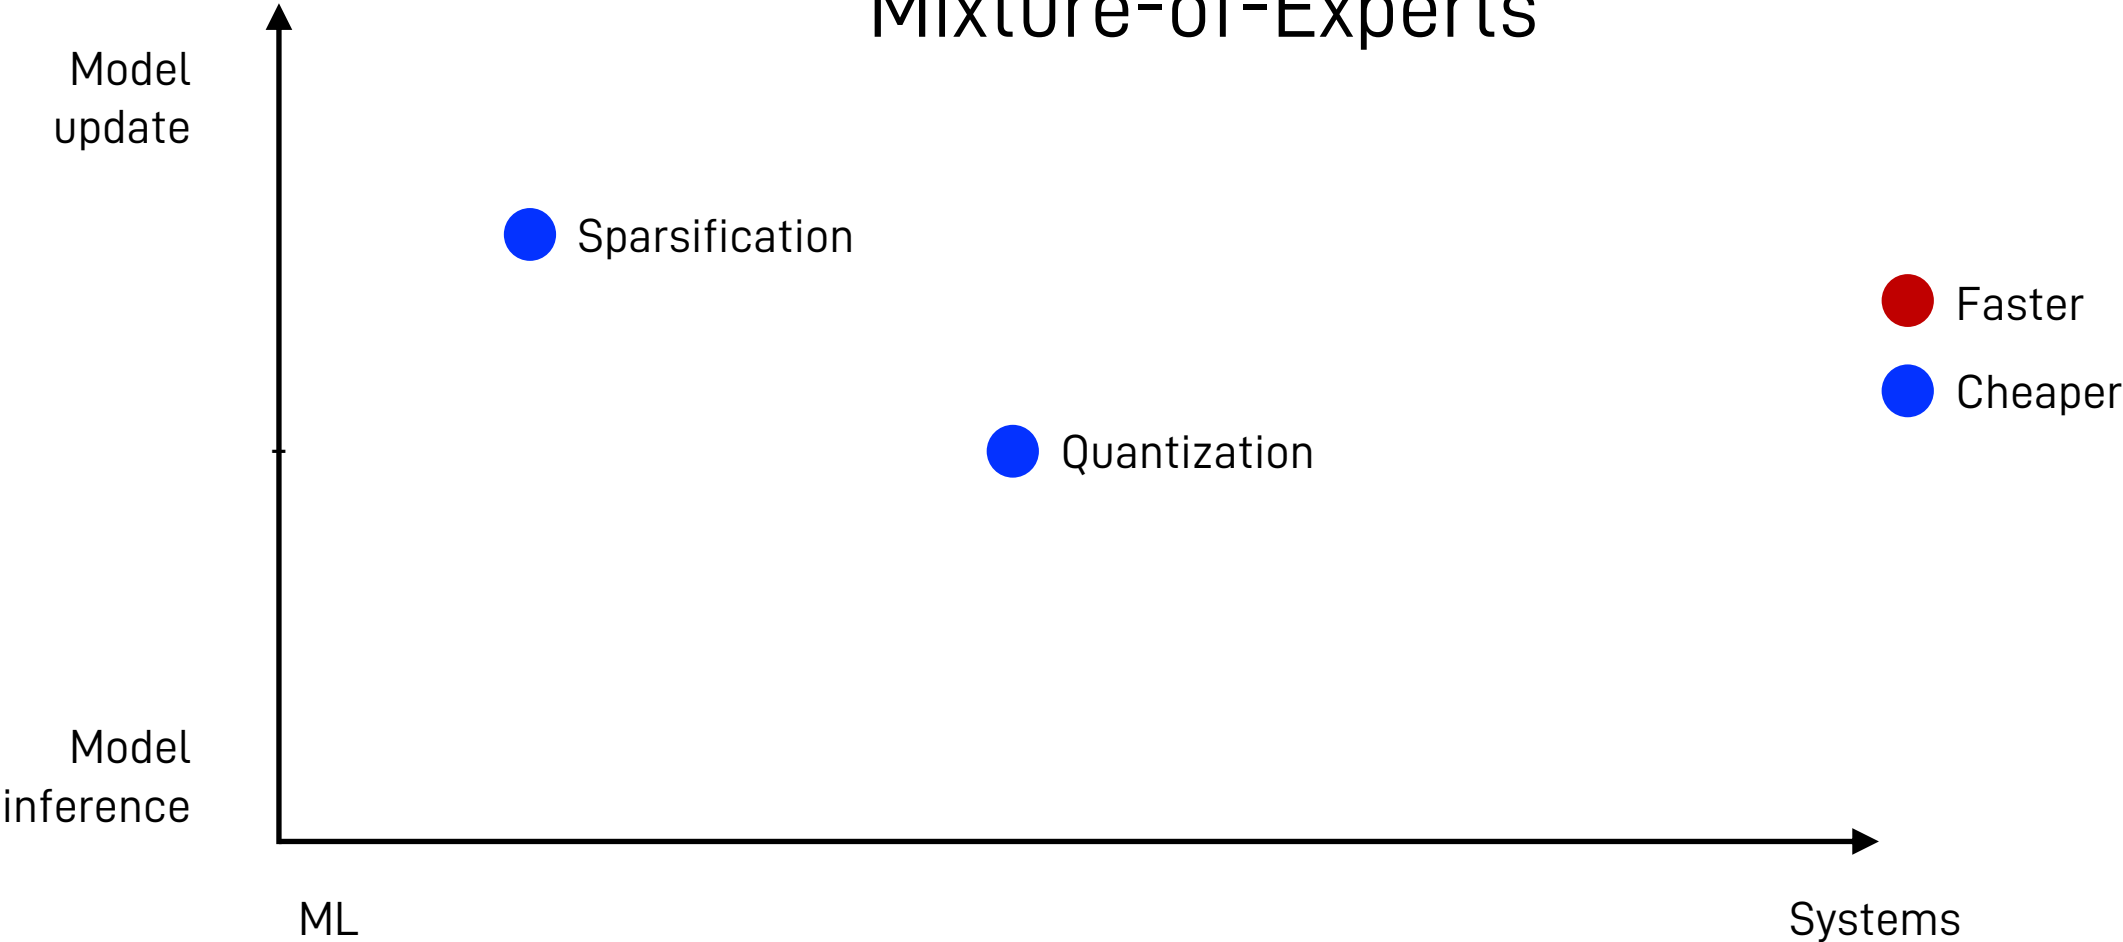 Mixture-of-Experts
Model
update
Sparsification
Faster
Cheaper
Quantization
Model
inference
ML
Systems